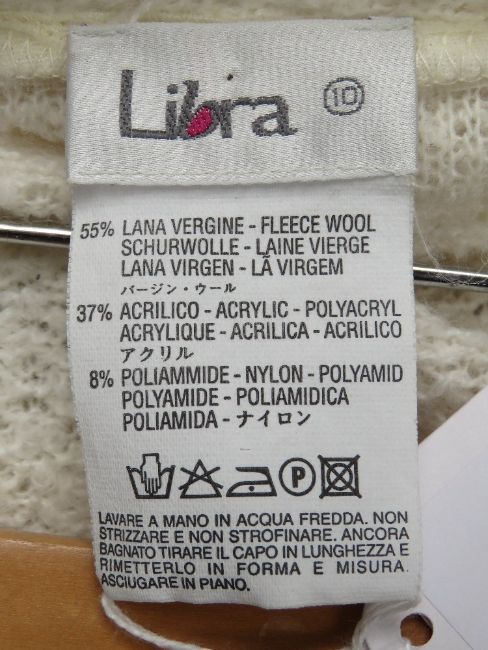 Libra 10
55% LANA VERGINE - FLEECE WOOL
SCHURWOLLE - LAINE VIERGE
LANA VIRGEN - LÃ VIRGEM
バージン・ウール
37% ACRILICO - ACRYLIC - POLYACRYL
ACRYLIQUE - ACRILICA - ACRILICO
アクリル
8% POLIAMMIDE - NYLON - POLYAMID
POLYAMIDE - POLIAMIDICA
POLIAMIDA - ナイロン
P
LAVARE A MANO IN ACQUA FREDDA. NON
STRIZZARE E NON STROFINARE. ANCORA
BAGNATO TIRARE IL CAPO IN LUNGHEZZA E
RIMETTERLO IN FORMA E MISURA.
ASCIUGARE IN PIANO.